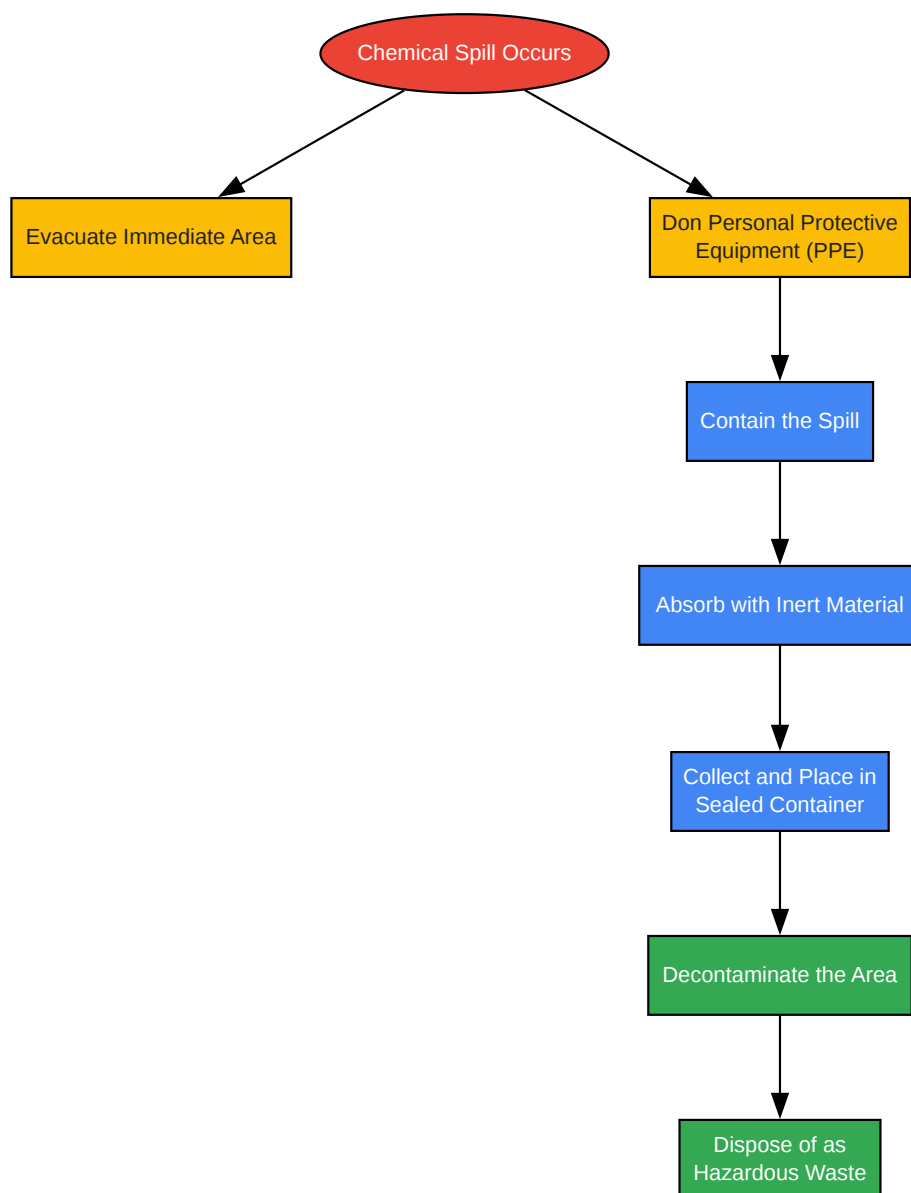 Chemical Spill Occurs
Evacuate Immediate Area
Don Personal Protective
Equipment (PPE)
Contain the Spill
Absorb with Inert Material
Collect and Place in
Sealed Container
Decontaminate the Area
Dispose of as
Hazardous Waste